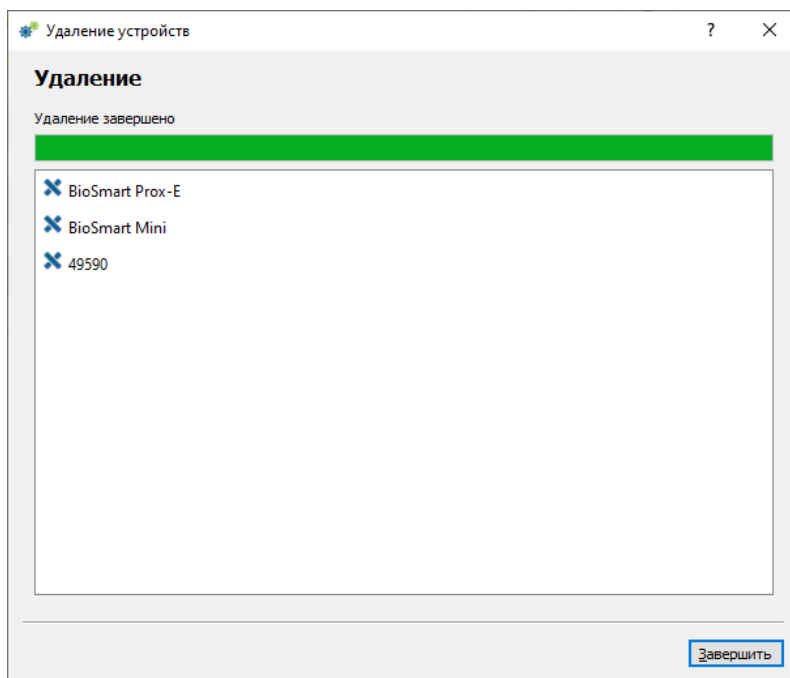 Удаление устройств
Удаление
Удаление завершено
BioSmart Prox-E
BioSmart Mini
49590
Завершить